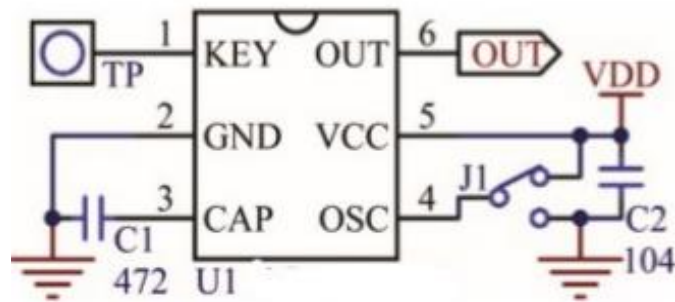 1 KEY OUT 6 OUT
TP
VDD
2 GND VCC 5
3 CAP OSC 4 J1
C1 C2
472 U1 104